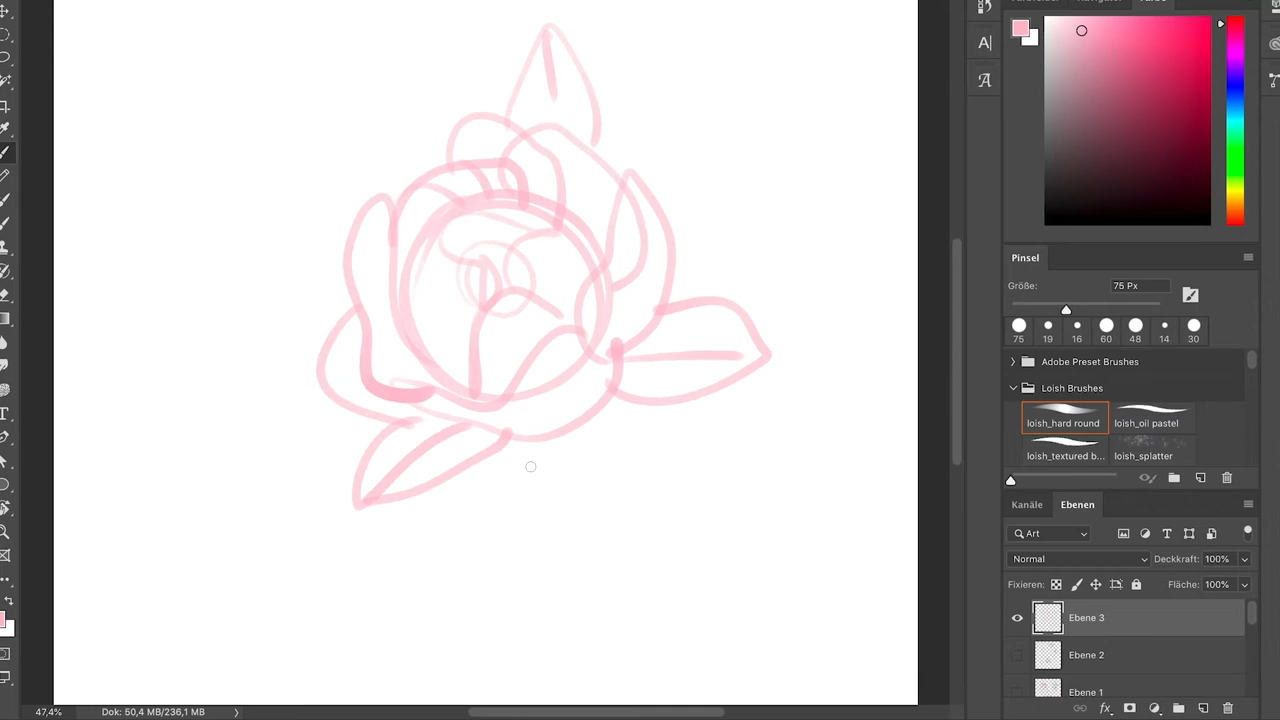 Pinsel
Größe: 75 Px
75 19 16 60 48 14 30
Adobe Preset Brushes
Loish Brushes
loish_hard round loish_oil pastel
loish_textured b... loish_splatter
Kanäle Ebenen
Art
Normal Deckkraft: 100%
Fixieren: Fläche: 100%
Ebene 3
Ebene 2
Ebene 1
47,4% Dok: 50,4 MB/236,1 MB